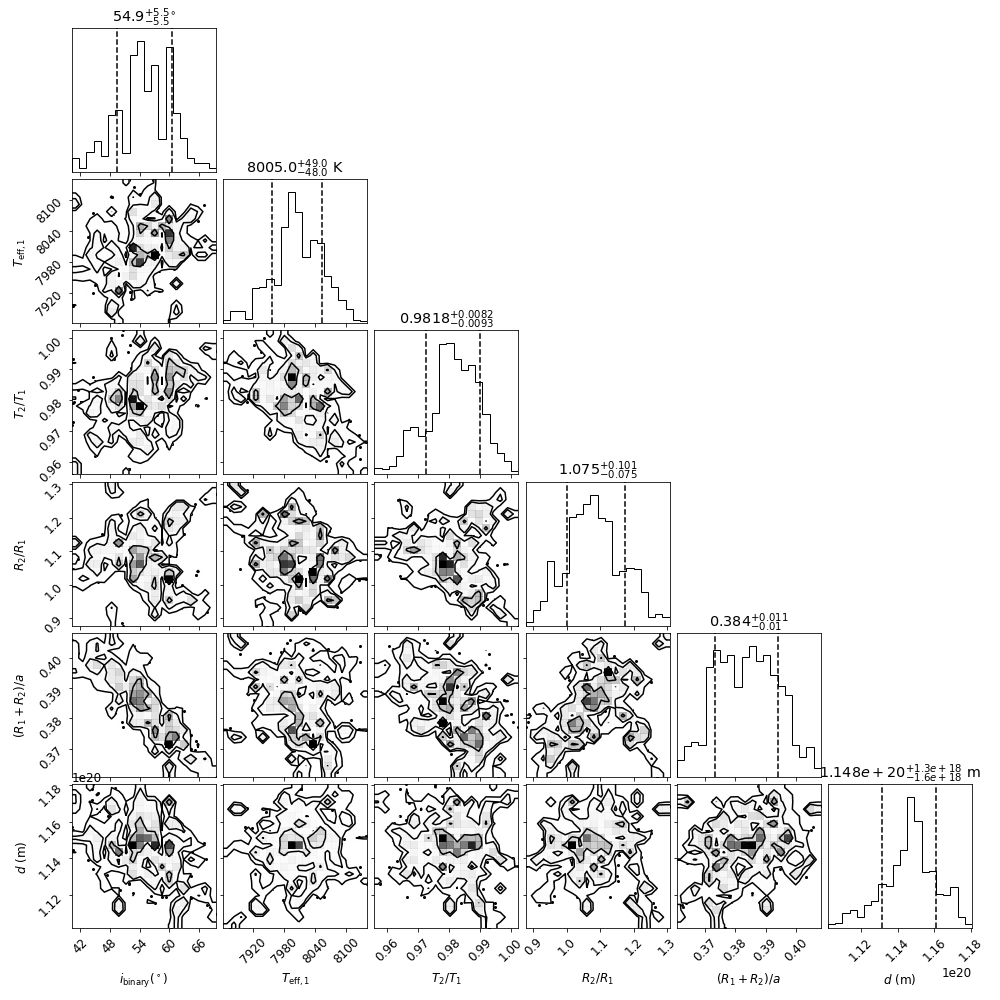 54.9^{+5.5}_{-5.5}°
8005.0^{+49.0}_{-48.0} K
8100
8040
7980
7920
T_{eff, 1}
0.9818^{+0.0082}_{-0.0093}
1.00
0.99
0.98
0.97
0.96
T_2/T_1
1.075^{+0.101}_{-0.075}
1.3
1.2
1.1
1.0
0.9
R_2/R_1
0.384^{+0.011}_{-0.01}
0.40
0.39
0.38
0.37
(R_1 + R_2)/a
1e20
1.148e + 20^{+1.3e+18}_{-1.6e+18} m
1.18
1.16
1.14
1.12
d (m)
42 48 54 60 66
7920 7980 8040 8100
0.96 0.97 0.98 0.99 1.00
0.9 1.0 1.1 1.2 1.3
0.37 0.38 0.39 0.40
1.12 1.14 1.16 1.18
1e20
i_{binary}(°) T_{eff, 1} T_2/T_1 R_2/R_1 (R_1 + R_2)/a d (m)